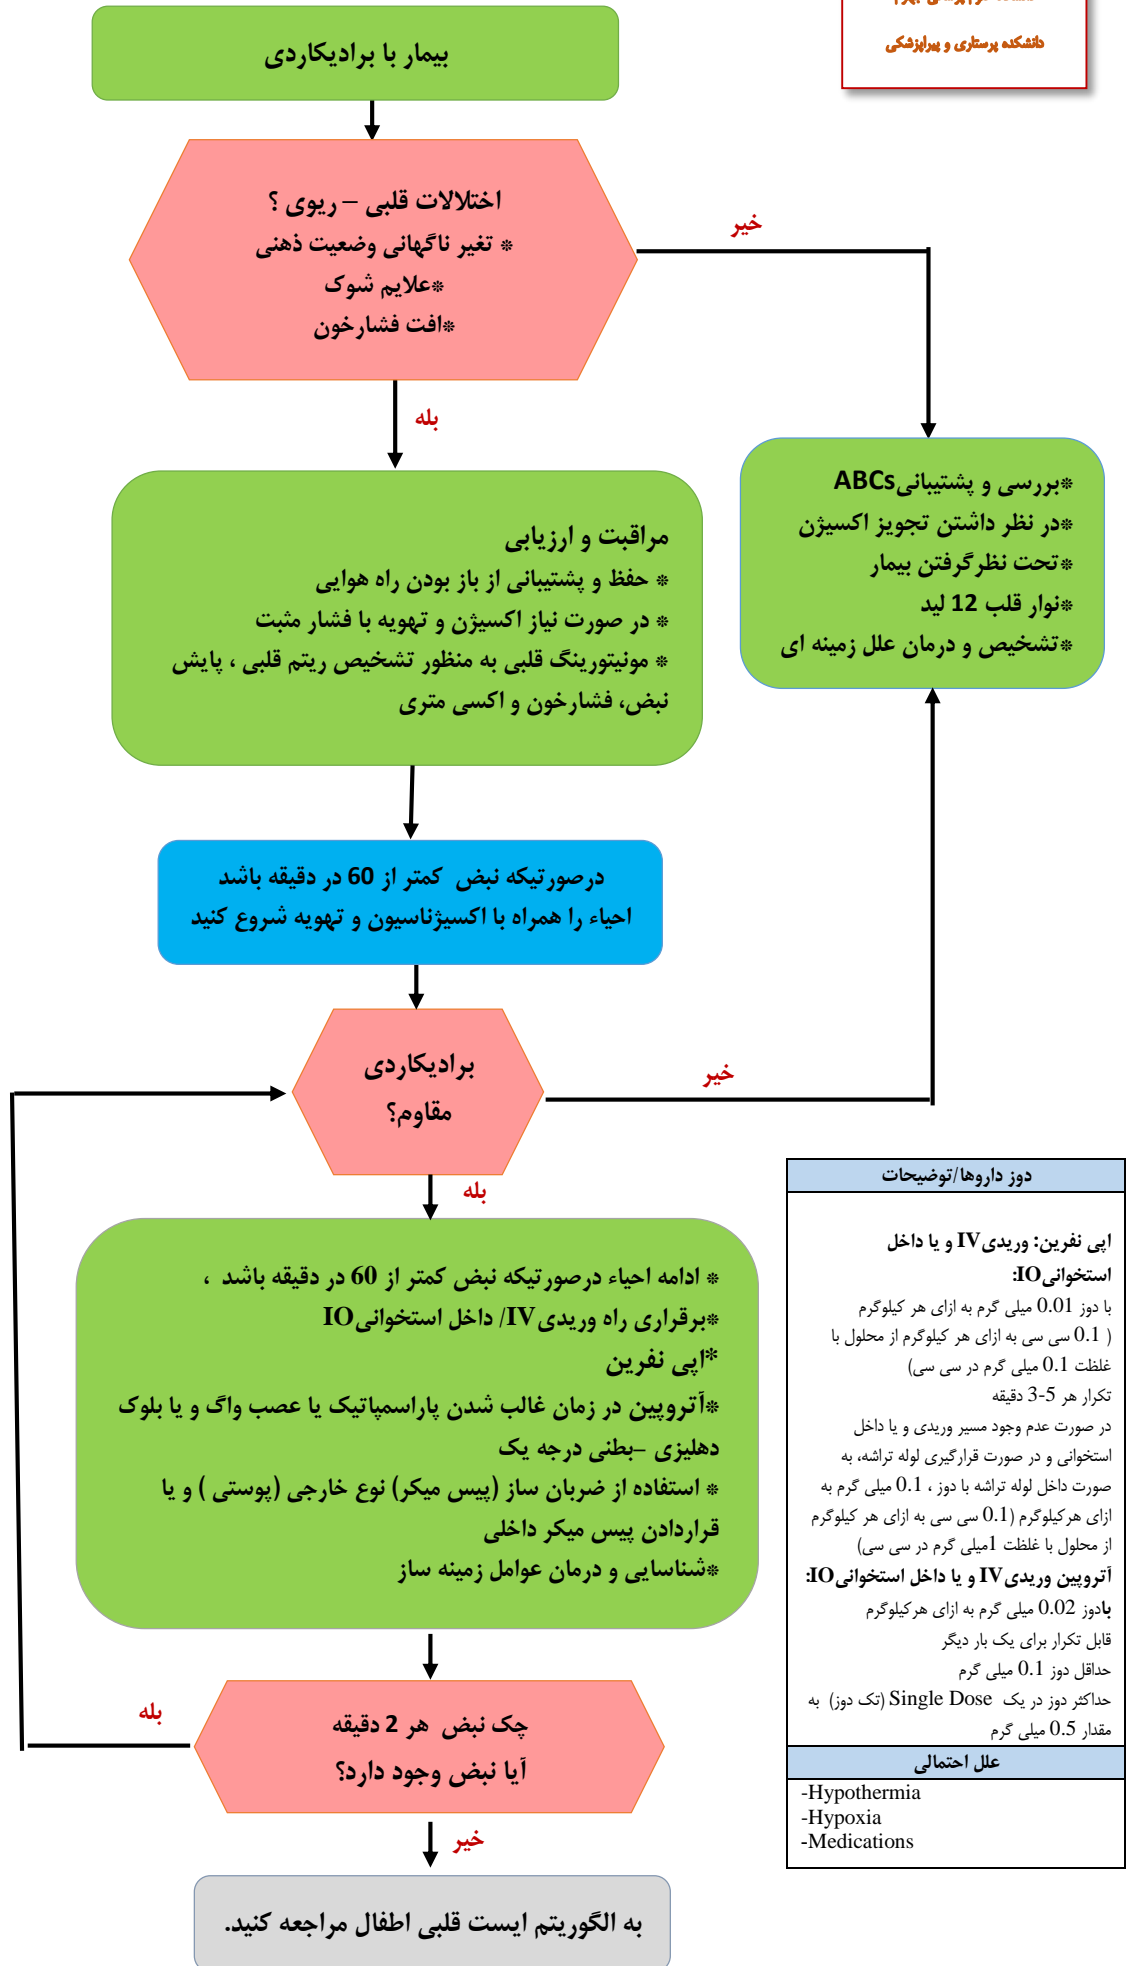 دانشکده پرستاری و پیراپزشکی
بیمار با برادیکاردی
اختلالات قلبی – ریوی ؟
* تغیر ناگهانی وضعیت ذهنی
*علایم شوک
*افت فشارخون
خیر
بله
*بررسی و پشتیبانیABCs
*در نظر داشتن تجویز اکسیژن
*تحت نظرگرفتن بیمار
*نوار قلب 12 لید
*تشخیص و درمان علل زمینه ای
مراقبت و ارزیابی
* حفظ و پشتیبانی از باز بودن راه هوایی
* در صورت نیاز اکسیژن و تهویه با فشار مثبت
* مونیتورینگ قلبی به منظور تشخیص ریتم قلبی ، پایش
نبض، فشارخون و اکسی متری
درصورتیکه نبض کمتر از 60 در دقیقه باشد
احیاء را همراه با اکسیژناسیون و تهویه شروع کنید
برادیکاردی
مقاوم؟
خیر
بله
* ادامه احیاء درصورتیکه نبض کمتر از 60 در دقیقه باشد ،
*برقراری راه وریدیIV/ داخل استخوانیIO
*اپی نفرین
*آتروپین در زمان غالب شدن پاراسمپاتیک یا عصب واگ و یا بلوک
دهلیزی –بطنی درجه یک
* استفاده از ضربان ساز (پیس میکر) نوع خارجی (پوستی ) و یا
قراردادن پیس میکر داخلی
*شناسایی و درمان عوامل زمینه ساز
چک نبض هر 2 دقیقه
آیا نبض وجود دارد؟
بله
خیر
به الگوریتم ایست قلبی اطفال مراجعه کنید.
دوز داروها/توضیحات
اپی نفرین: وریدیIV و یا داخل
استخوانیIO:
با دوز 0.01 میلی گرم به ازای هر کیلوگرم
( 0.1 سی سی به ازای هر کیلوگرم از محلول با
غلظت 0.1 میلی گرم در سی سی)
تکرار هر 5-3 دقیقه
در صورت عدم وجود مسیر وریدی و یا داخل
استخوانی و در صورت قرارگیری لوله تراشه، به
صورت داخل لوله تراشه با دوز ، 0.1 میلی گرم به
ازای هرکیلوگرم (0.1 سی سی به ازای هر کیلوگرم
از محلول با غلظت 1میلی گرم در سی سی)
آتروپین وریدیIV و یا داخل استخوانیIO:
بادوز 0.02 میلی گرم به ازای هرکیلوگرم
قابل تکرار برای یک بار دیگر
حداقل دوز 0.1 میلی گرم
حداکثر دوز در یک Single Dose (تک دوز) به
مقدار 0.5 میلی گرم
علل احتمالی
-Hypothermia
-Hypoxia
-Medications